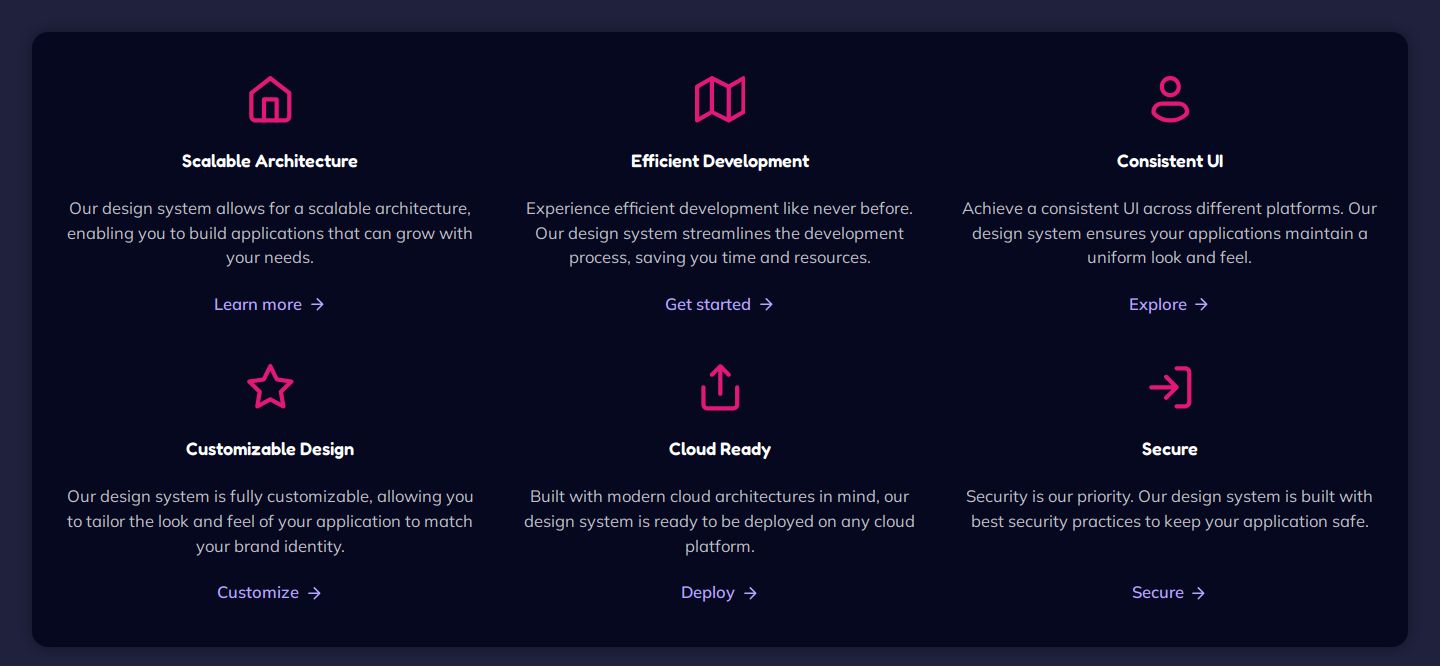 Scalable Architecture
Our design system allows for a scalable architecture,
enabling you to build applications that can grow with
your needs.
Learn more
Efficient Development
Experience efficient development like never before.
Our design system streamlines the development
process, saving you time and resources.
Get started
Consistent UI
Achieve a consistent UI across different platforms. Our
design system ensures your applications maintain a
uniform look and feel.
Explore
Customizable Design
Our design system is fully customizable, allowing you
to tailor the look and feel of your application to match
your brand identity.
Customize
Cloud Ready
Built with modern cloud architectures in mind, our
design system is ready to be deployed on any cloud
platform.
Deploy
Secure
Security is our priority. Our design system is built with
best security practices to keep your application safe.
Secure